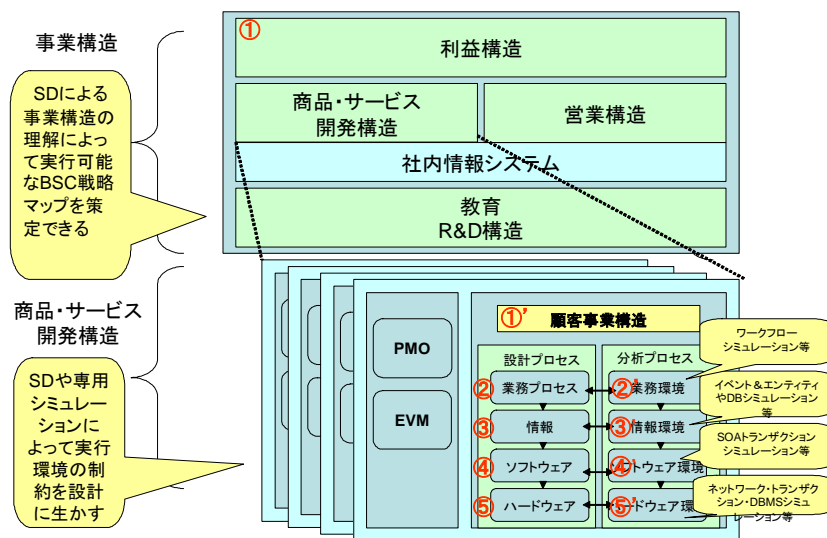 事業構造
SDによる
事業構造の
理解によっ
て実行可能
なBSC戦略
マップを策
定できる
①
利益構造
商品・サービス
開発構造
営業構造
社内情報システム
教育
R&D構造
商品・サービス
開発構造
SDや専用
シミュレー
ションに
よって実行
環境の制
約を設計
に生かす
PMO
EVM
①’ 顧客事業構造
設計プロセス
分析プロセス
② 業務プロセス
②’ 業務環境
③ 情報
③’ 情報環境
④ ソフトウェア
④’ ソフトウェア環境
⑤ ハードウェア
⑤’ ハードウェア環
ワークフロー
シミュレーション等
イベント&エンティティ
やDBシミュレーション
等
SOAトランザクション
シミュレーション等
ネットワーク・トランザク
ション・DBMSシミュ
レーション等